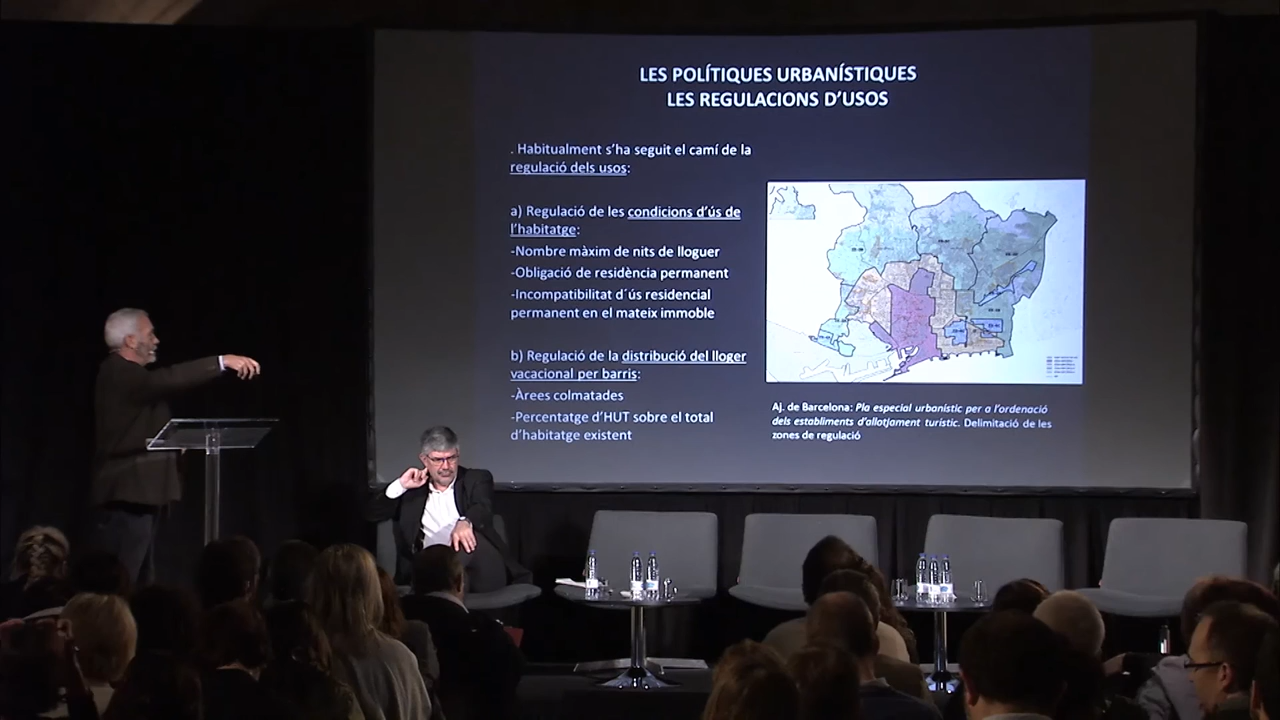 LES POLÍTIQUES URBANÍSTIQUES
LES REGULACIONS D'USOS
. Habitualment s'ha seguit el camí de la
regulació dels usos:
a) Regulació de les condicions d'ús de
l'habitatge:
-Nombre màxim de nits de lloguer
-Obligació de residència permanent
-Incompatibilitat d´ús residencial
permanent en el mateix immoble
b) Regulació de la distribució del lloger
vacacional per barris:
-Àrees colmatades
-Percentatge d'HUT sobre el total
d'habitatge existent
Aj. de Barcelona: Pla especial urbanístic per a l'ordenació
dels establiments d'allotjament turístic. Delimitació de les
zones de regulació